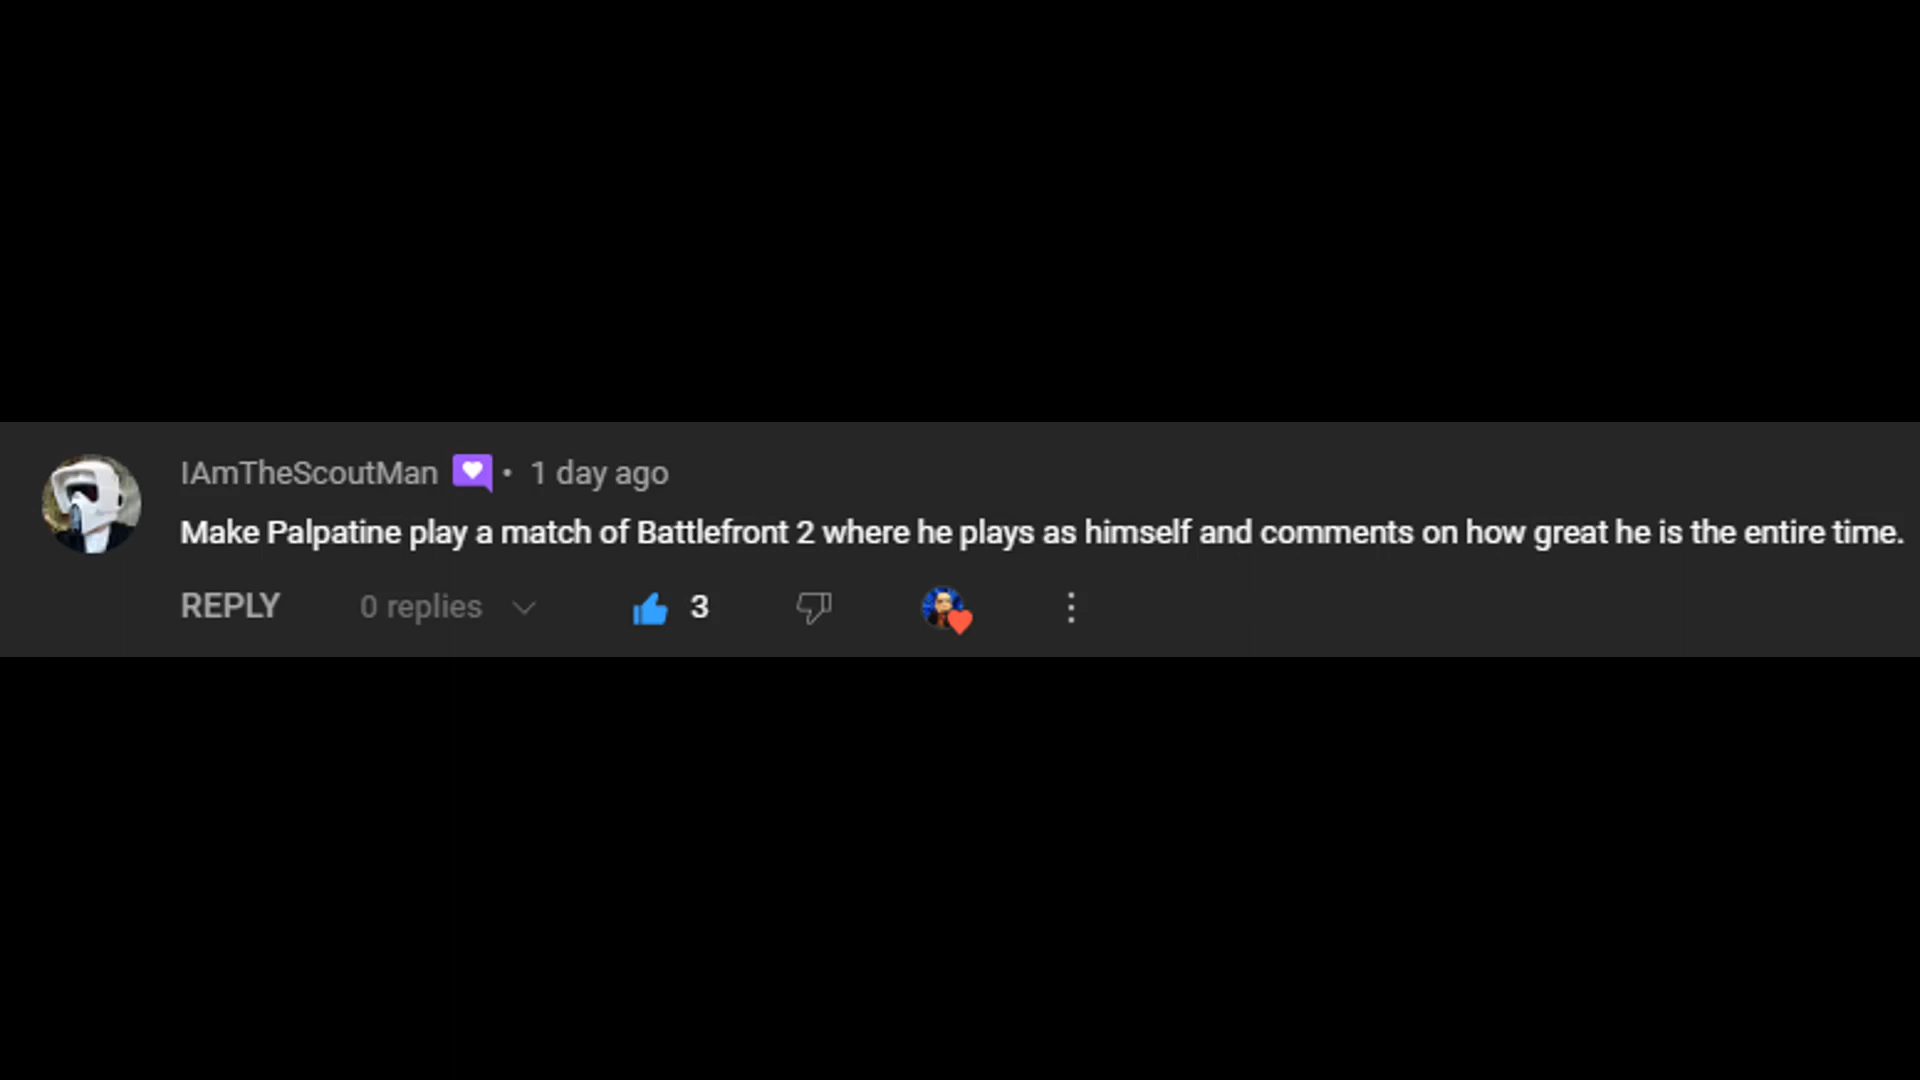 IAmTheScoutMan • 1 day ago
Make Palpatine play a match of Battlefront 2 where he plays as himself and comments on how great he is the entire time.
REPLY 0 replies 3